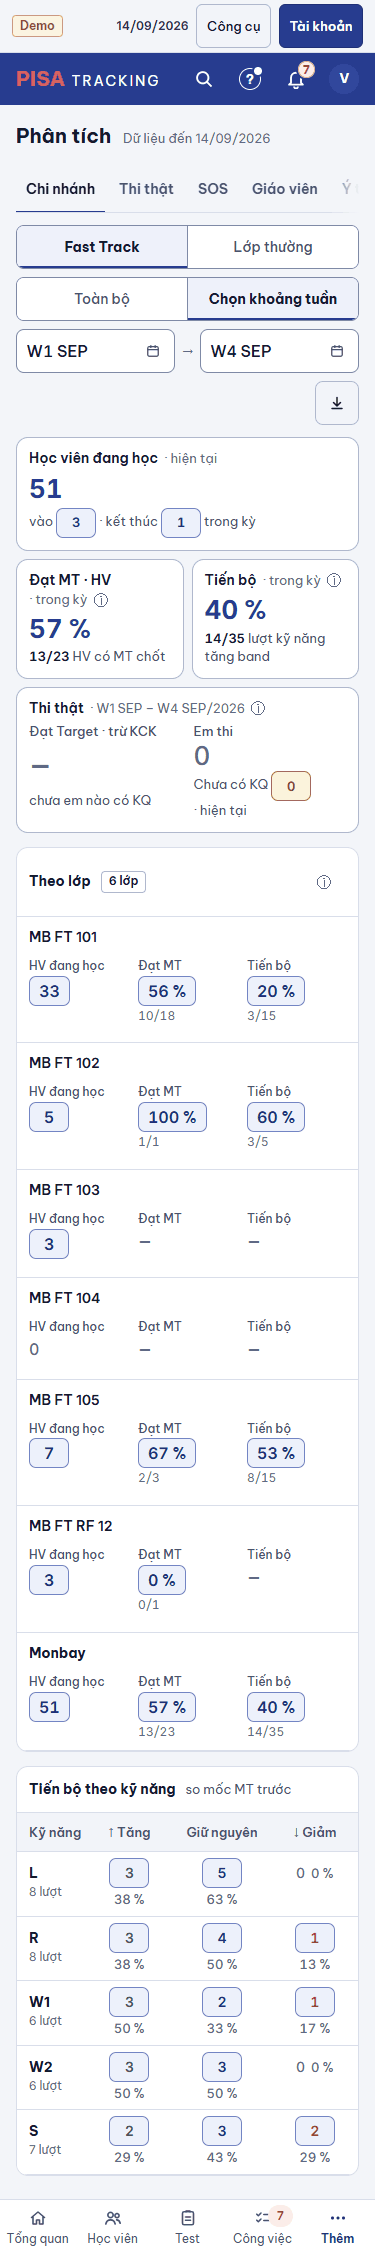 Demo 14/09/2026 Công cụ Tài khoản
PISA TRACKING ? 7 V
Phân tích Dữ liệu đến 14/09/2026
Chi nhánh Thi thật SOS Giáo viên Ý
Fast Track Lớp thường
Toàn bộ Chọn khoảng tuần
W1 SEP → W4 SEP
Học viên đang học · hiện tại
51
vào 3 · kết thúc 1 trong kỳ
Đạt MT · HV
· trong kỳ
57 %
13/23 HV có MT chốt
Tiến bộ · trong kỳ
40 %
14/35 lượt kỹ năng
tăng band
Thi thật · W1 SEP – W4 SEP/2026
Đạt Target · trừ KCK
–
chưa em nào có KQ
Em thi
0
Chưa có KQ 0
· hiện tại
Theo lớp 6 lớp
MB FT 101
HV đang học Đạt MT Tiến bộ
33 56 % 20 %
10/18 3/15
MB FT 102
HV đang học Đạt MT Tiến bộ
5 100 % 60 %
1/1 3/5
MB FT 103
HV đang học Đạt MT Tiến bộ
3 – –
MB FT 104
HV đang học Đạt MT Tiến bộ
0 – –
MB FT 105
HV đang học Đạt MT Tiến bộ
7 67 % 53 %
2/3 8/15
MB FT RF 12
HV đang học Đạt MT Tiến bộ
3 0 % –
0/1
Monbay
HV đang học Đạt MT Tiến bộ
51 57 % 40 %
13/23 14/35
Tiến bộ theo kỹ năng so mốc MT trước
Kỹ năng ↑ Tăng Giữ nguyên ↓ Giảm
L 3 5 0 0 %
8 lượt 38 % 63 %
R 3 4 1
8 lượt 38 % 50 % 13 %
W1 3 2 1
6 lượt 50 % 33 % 17 %
W2 3 3 0 0 %
6 lượt 50 % 50 %
S 2 3 2
7 lượt 29 % 43 % 29 %
7
Tổng quan Học viên Test Công việc Thêm